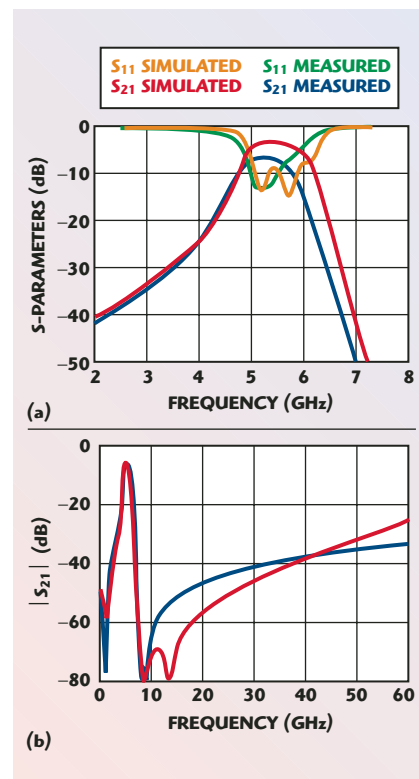 S11 SIMULATED S11 MEASURED
S21 SIMULATED S21 MEASURED
S-PARAMETERS (dB)
0
−10
−20
−30
−40
−50
2 3 4 5 6 7 8
FREQUENCY (GHz)
(a)
|S21| (dB)
0
−20
−40
−60
−80
0 10 20 30 40 50 60
FREQUENCY (GHz)
(b)